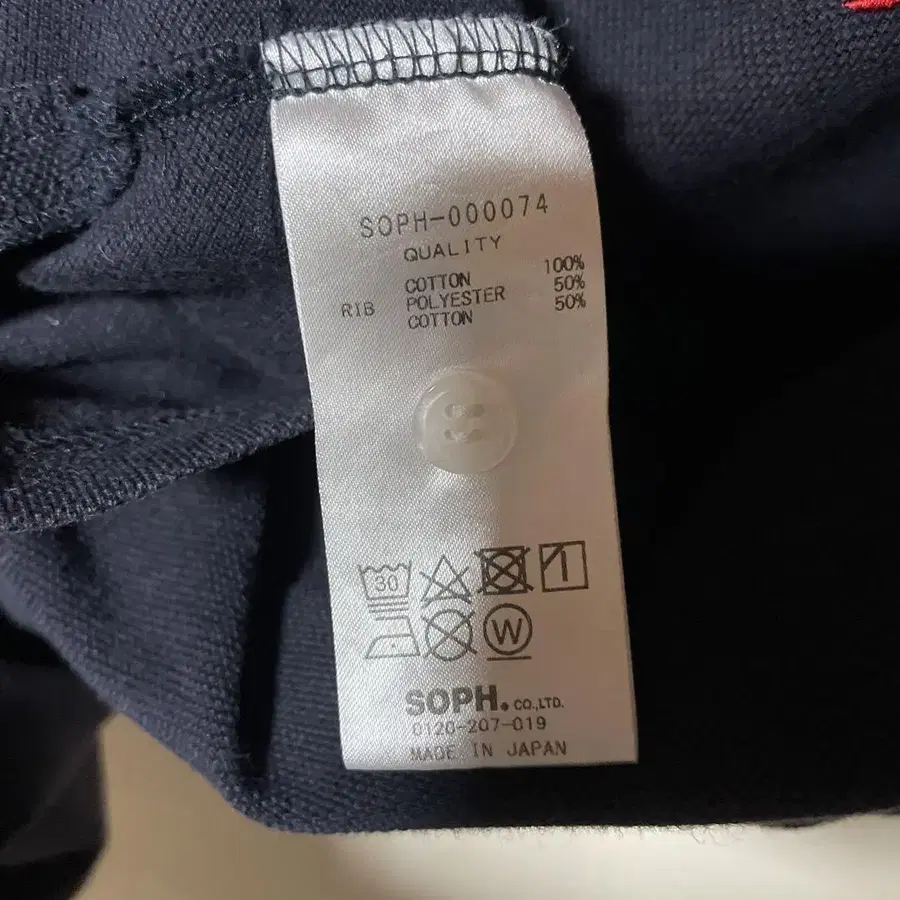 SOPH-000074
QUALITY
COTTON 100%
RIB POLYESTER 50%
COTTON 50%
30
W
SOPH. CO.,LTD.
0120-207-019
MADE IN JAPAN